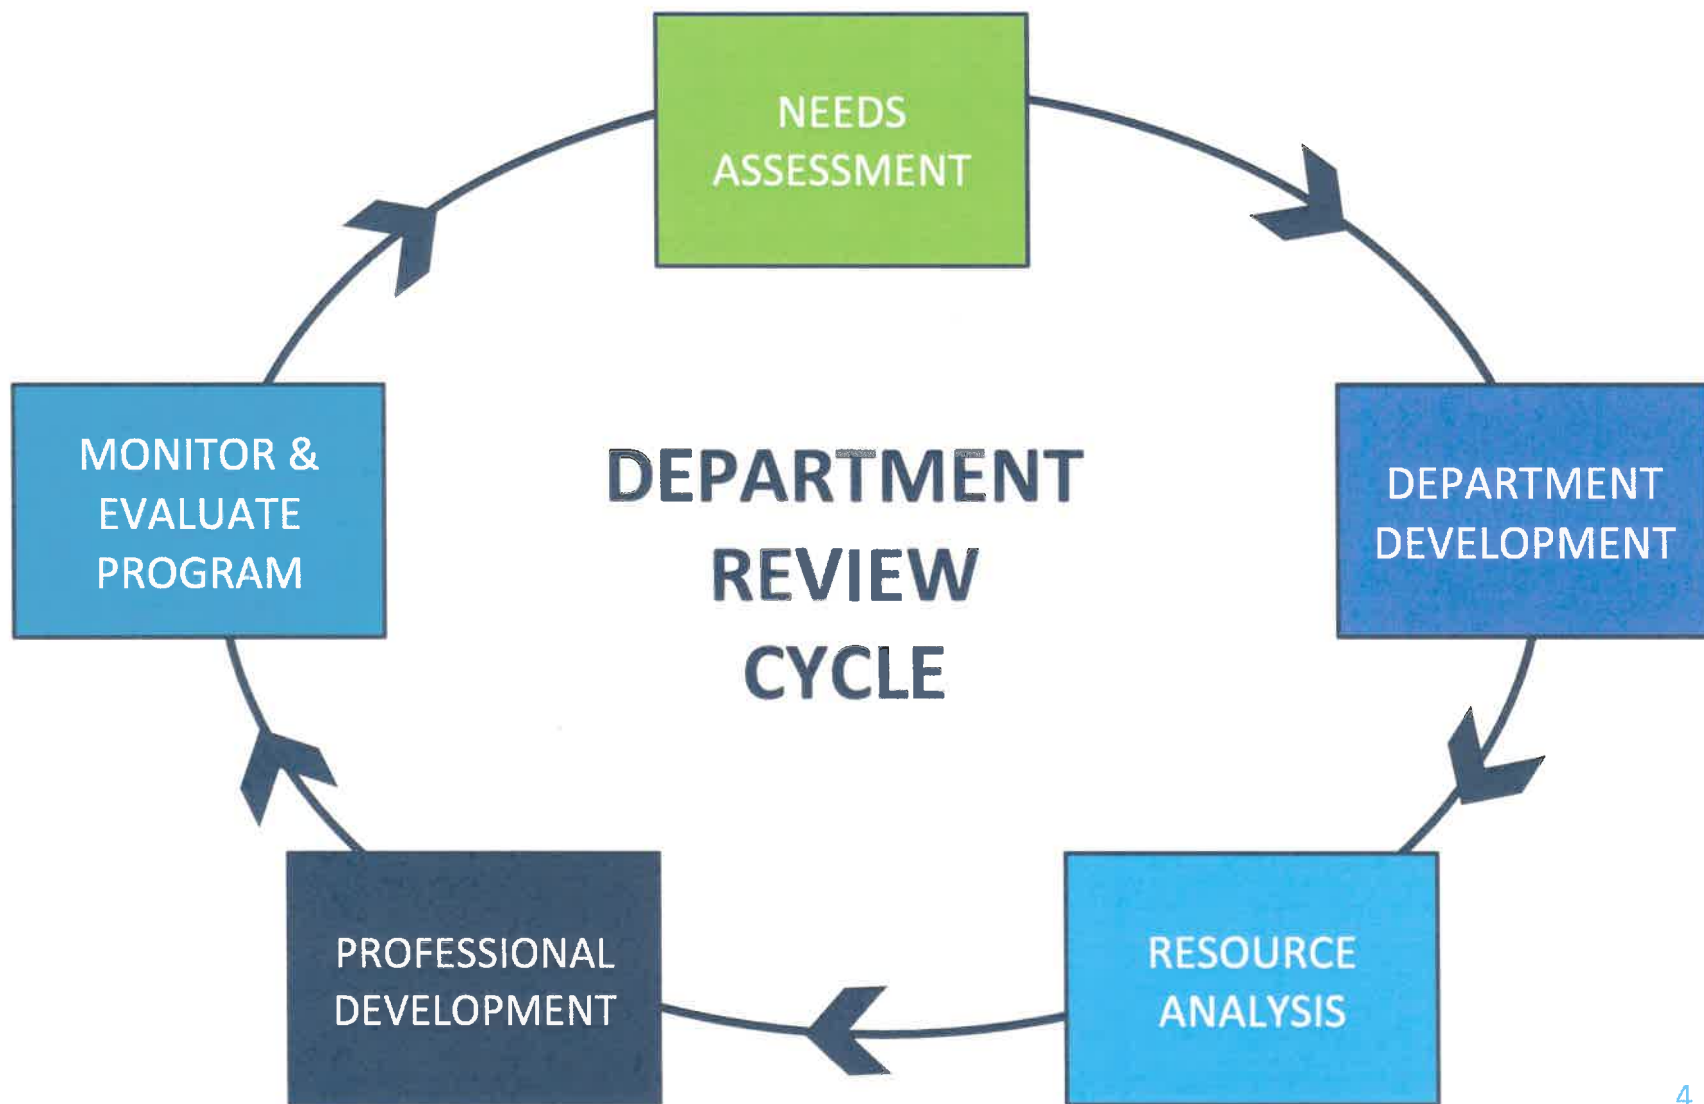 NEEDS
ASSESSMENT
MONITOR &
EVALUATE
PROGRAM
DEPARTMENT
REVIEW
CYCLE
DEPARTMENT
DEVELOPMENT
PROFESSIONAL
DEVELOPMENT
RESOURCE
ANALYSIS
4